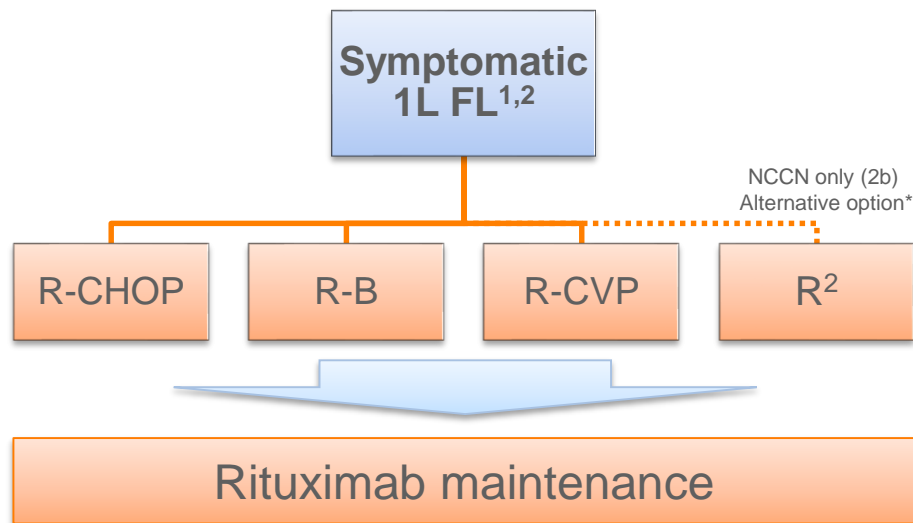 Symptomatic
1L FL¹,²
NCCN only (2b)
Alternative option*
R-CHOP
R-B
R-CVP
R²
Rituximab maintenance